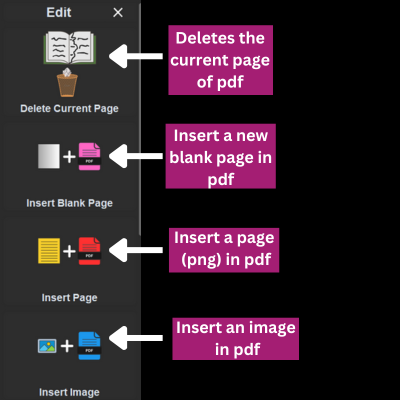 Edit
Deletes the
current page
of pdf
Delete Current Page
Insert a new
blank page in
pdf
PDF
Insert Blank Page
Insert a page
(png) in pdf
PDF
Insert Page
Insert an image
in pdf
PDF
Insert Image